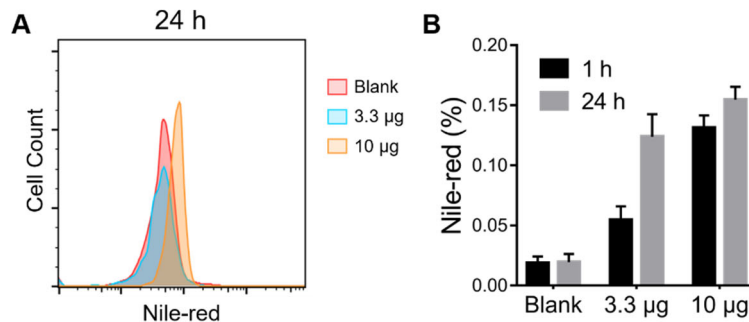 A
24 h
Cell Count
Nile-red
Blank
3.3 µg
10 µg
B
Nile-red (%)
0.20
0.15
0.10
0.05
0.00
1 h
24 h
Blank
3.3 µg
10 µg